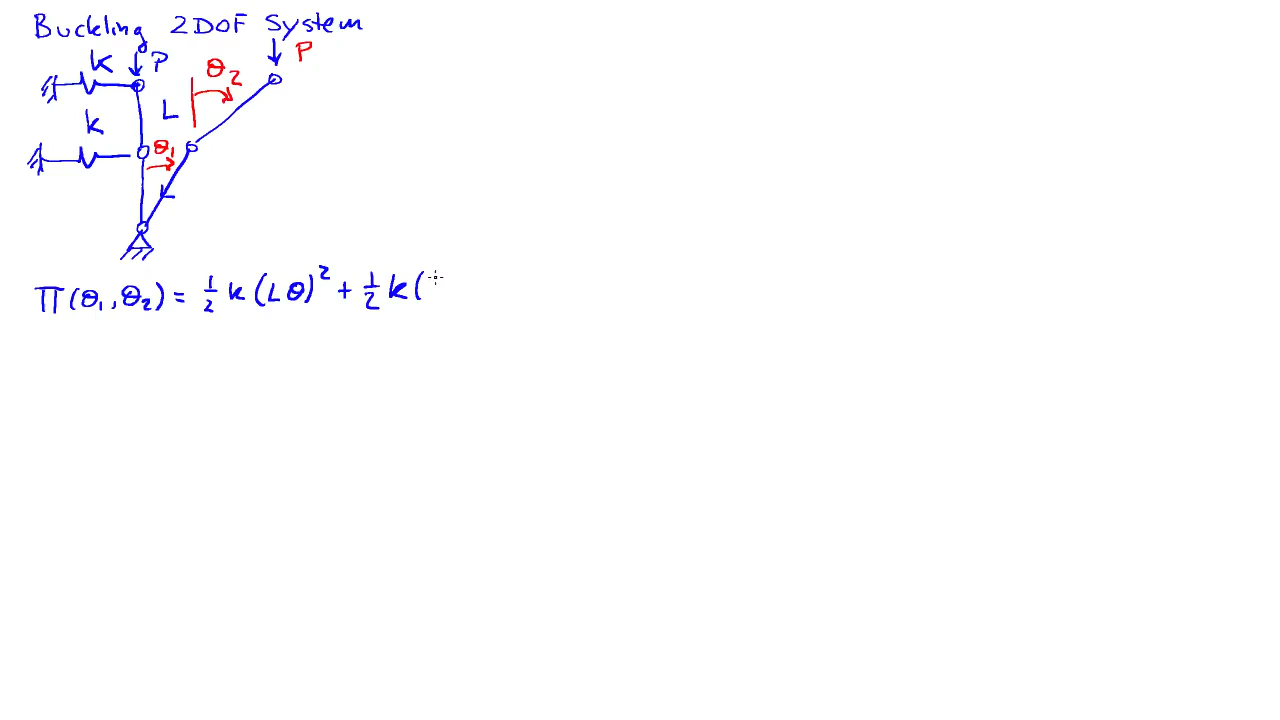 Buckling 2DOF System
k P θ₂ P
k L θ₁
L
Π(θ₁,θ₂) = ½ k (Lθ)² + ½ k (